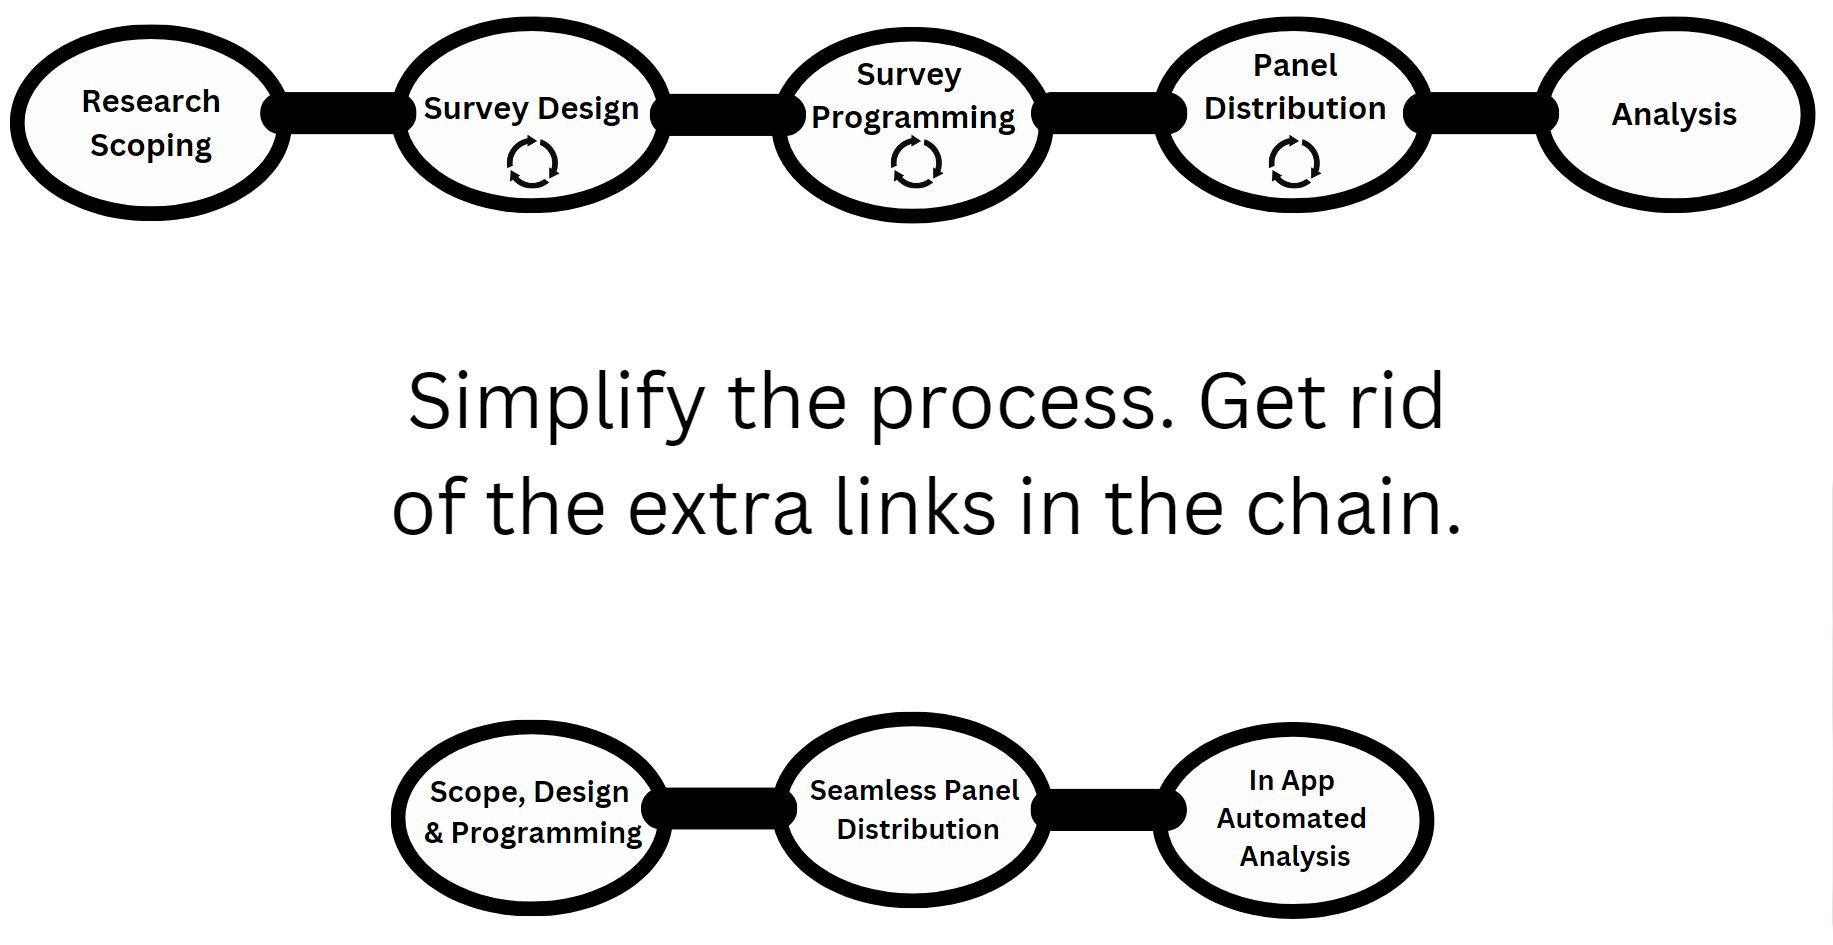 Research
Scoping
Survey Design
Survey
Programming
Panel
Distribution
Analysis
Simplify the process. Get rid
of the extra links in the chain.
Scope, Design
& Programming
Seamless Panel
Distribution
In App
Automated
Analysis